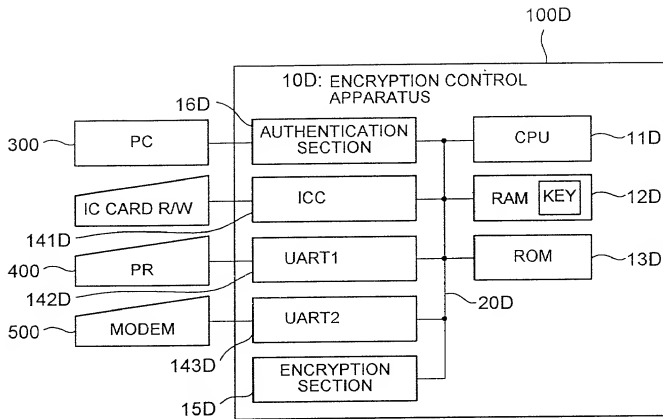 100D
10D: ENCRYPTION CONTROL
APPARATUS
16D
300
PC
AUTHENTICATION
SECTION
CPU
11D
IC CARD R/W
ICC
RAM
KEY
12D
141D
400
PR
UART1
ROM
13D
142D
500
MODEM
UART2
20D
143D
ENCRYPTION
SECTION
15D